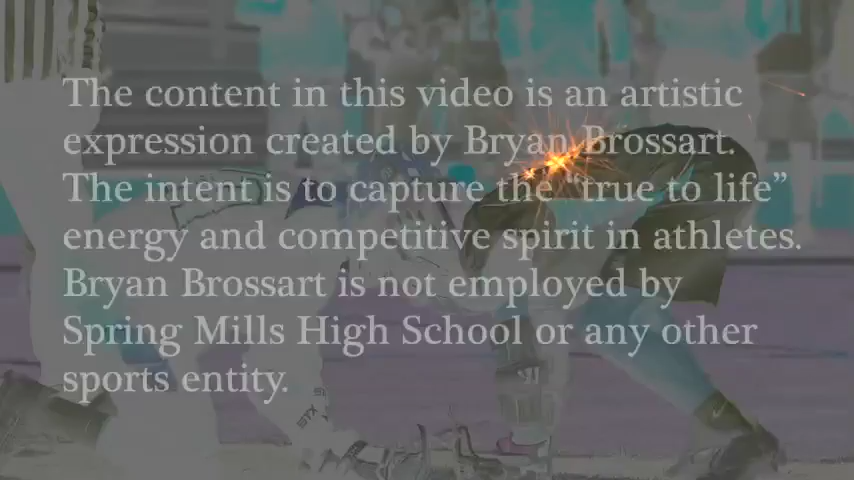 The content in this video is an artistic
expression created by Bryan Brossart.
The intent is to capture the “true to life”
energy and competitive spirit in athletes.
Bryan Brossart is not employed by
Spring Mills High School or any other
sports entity.